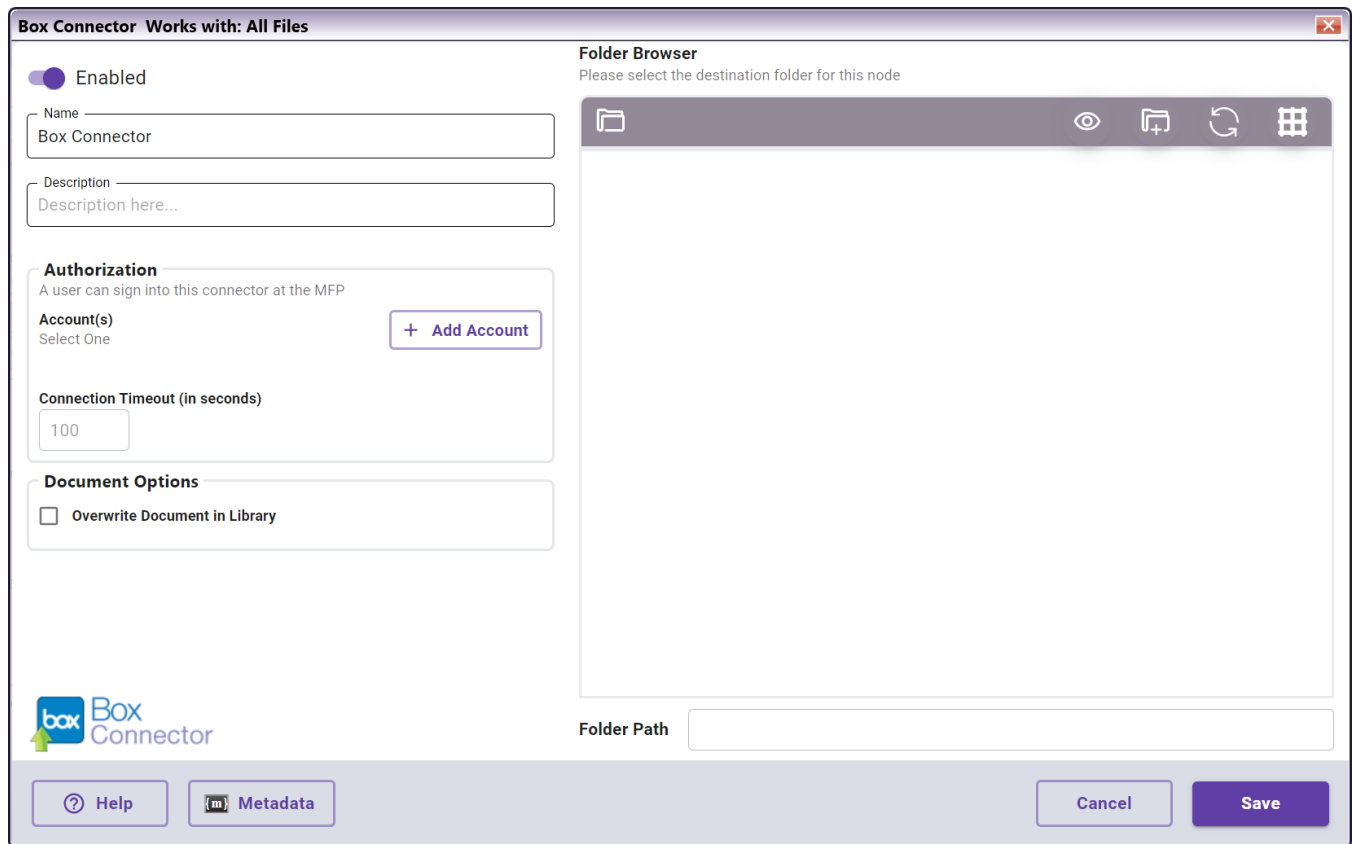 Box Connector Works with: All Files
Enabled
Name
Box Connector
Description
Description here...
Authorization
A user can sign into this connector at the MFP
Account(s)
Select One
+ Add Account
Connection Timeout (in seconds)
100
Document Options
Overwrite Document in Library
box Box
Connector
Folder Browser
Please select the destination folder for this node
Folder Path
? Help
{m} Metadata
Cancel
Save